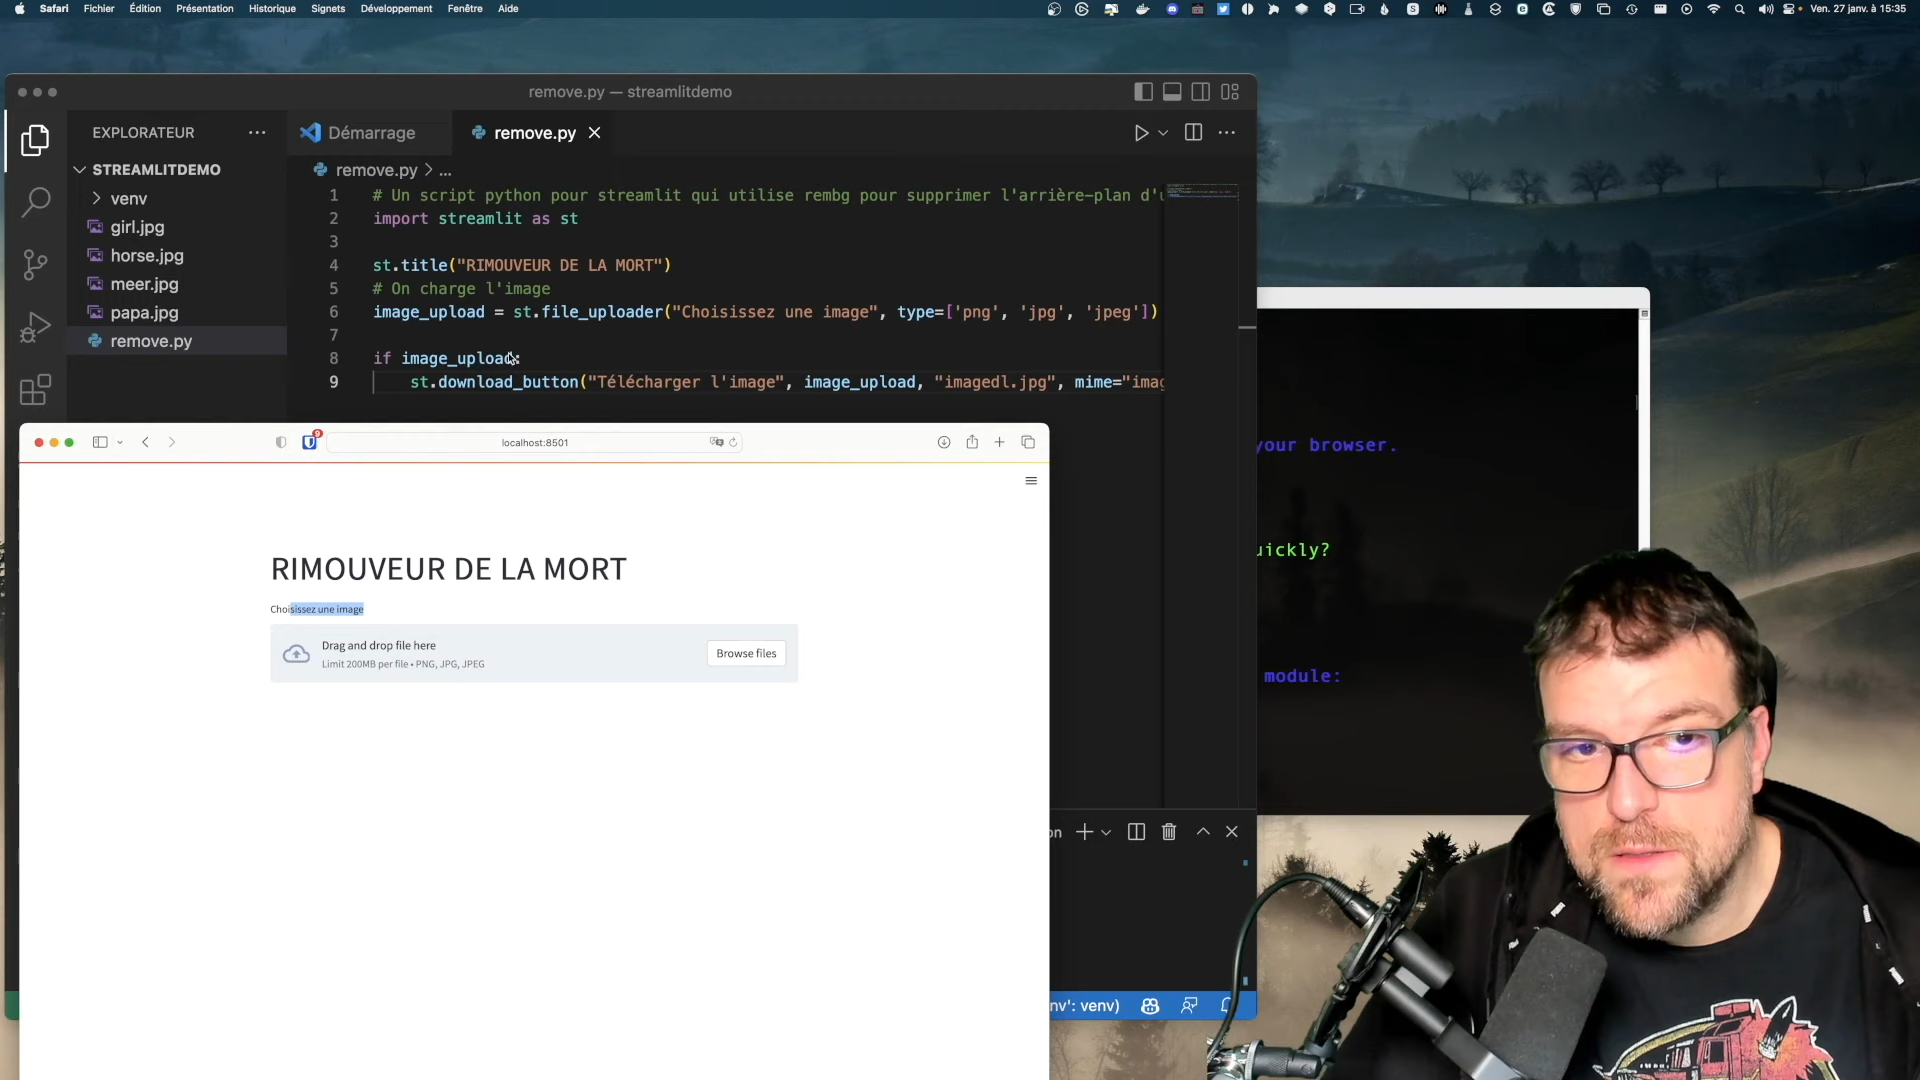 Safari Fichier Édition Présentation Historique Signets Développement Fenêtre Aide
Ven. 27 janv. à 15:35
remove.py — streamlitdemo
EXPLORATEUR
Démarrage
remove.py
STREAMLITDEMO
remove.py > ...
venv
girl.jpg
horse.jpg
meer.jpg
papa.jpg
remove.py
1 # Un script python pour streamlit qui utilise rembg pour supprimer l'arrière-plan d'u
2 import streamlit as st
3
4 st.title("RIMOUVEUR DE LA MORT")
5 # On charge l'image
6 image_upload = st.file_uploader("Choisissez une image", type=['png', 'jpg', 'jpeg'])
7
8 if image_upload:
9 st.download_button("Télécharger l'image", image_upload, "imagedl.jpg", mime="imag
9
localhost:8501
RIMOUVEUR DE LA MORT
Choisissez une image
Drag and drop file here
Limit 200MB per file • PNG, JPG, JPEG
Browse files
your browser.
uickly?
module:
on
nv': venv)